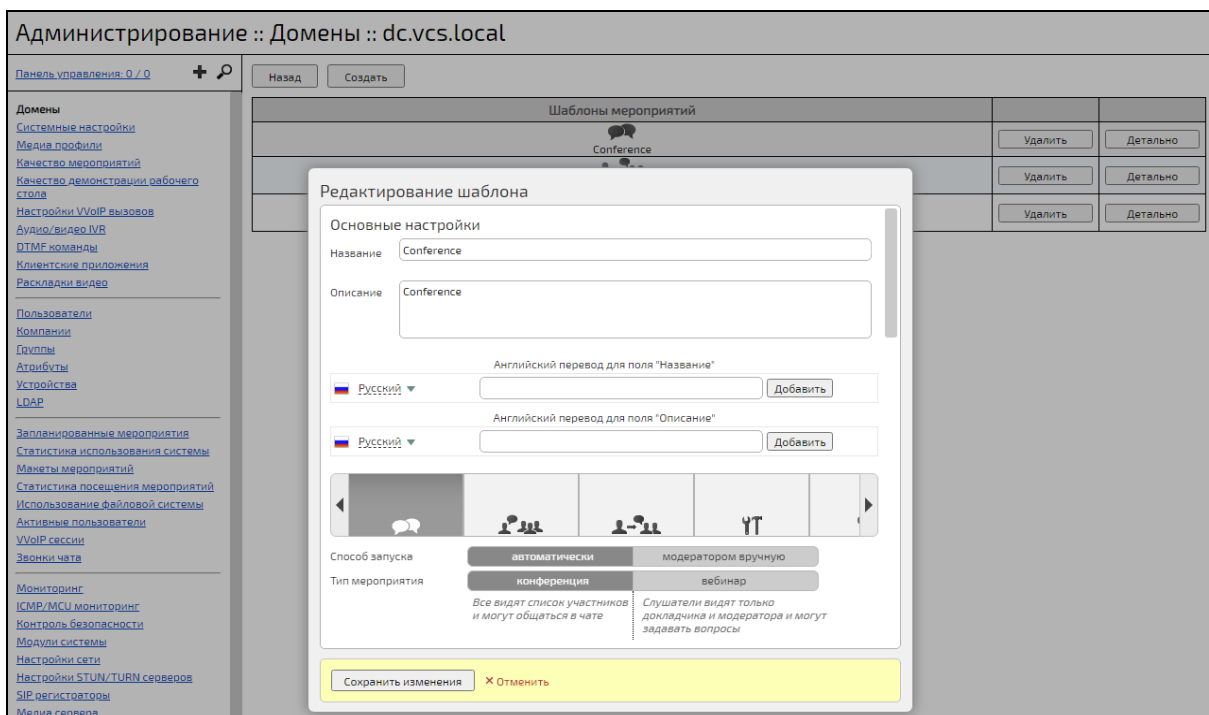 Администрирование :: Домены :: dc.vcs.local
Панель управления: 0 / 0
Назад
Создать
Домены
Системные настройки
Медиа профили
Качество мероприятий
Качество демонстрации рабочего
стола
Настройки VVoIP вызовов
Аудио/видео IVR
DTMF команды
Клиентские приложения
Раскладки видео
Пользователи
Компании
Группы
Атрибуты
Устройства
LDAP
Запланированные мероприятия
Статистика использования системы
Макеты мероприятий
Статистика посещения мероприятий
Использование файловой системы
Активные пользователи
VVoIP сессии
Звонки чата
Мониторинг
ICMP/MCU мониторинг
Контроль безопасности
Модули системы
Настройки сети
Настройки STUN/TURN серверов
SIP регистраторы
Медиа сервера
Шаблоны мероприятий
Conference
Удалить
Детально
Удалить
Детально
Удалить
Детально
Редактирование шаблона
Основные настройки
Название
Conference
Описание
Conference
Английский перевод для поля "Название"
Русский
Добавить
Английский перевод для поля "Описание"
Русский
Добавить
Способ запуска
автоматически
модератором вручную
Тип мероприятия
конференция
вебинар
Все видят список участников
и могут общаться в чате
Слушатели видят только
докладчика и модератора и могут
задавать вопросы
Сохранить изменения
Отменить